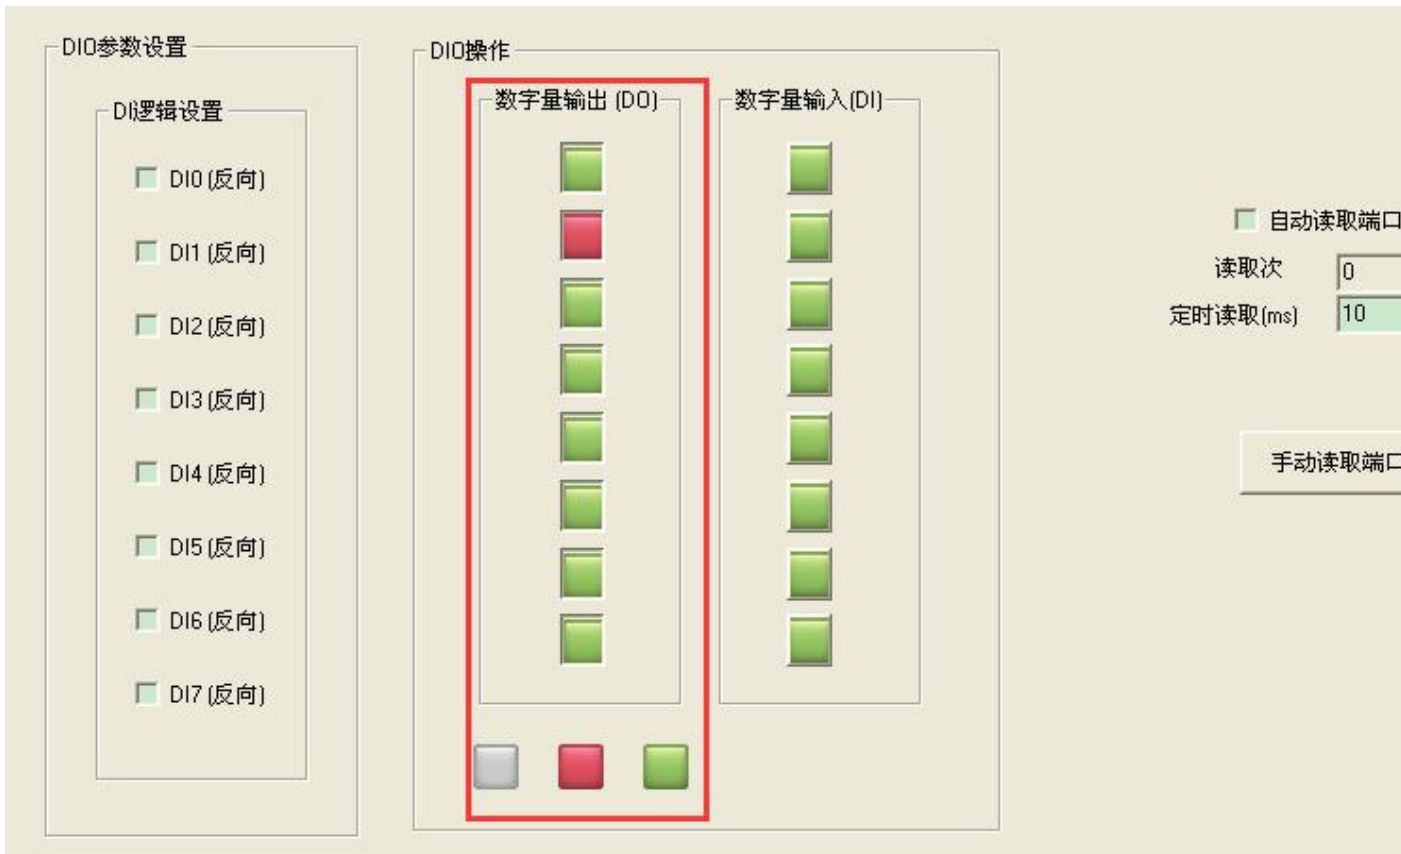 DIO参数设置
DI逻辑设置
DI0 (反向)
DI1 (反向)
DI2 (反向)
DI3 (反向)
DI4 (反向)
DI5 (反向)
DI6 (反向)
DI7 (反向)
DIO操作
数字量输出 (DO)
数字量输入(DI)
自动读取端口
读取次
0
定时读取(ms)
10
手动读取端口